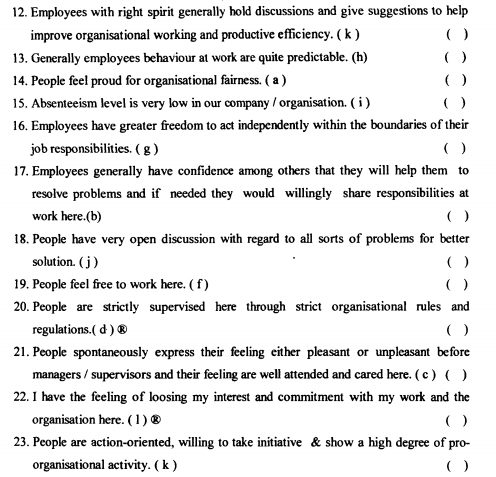 12. Employees with right spirit generally hold discussions and give suggestions to help
improve organisational working and productive efficiency. ( k ) ( )
13. Generally employees behaviour at work are quite predictable. (h) ( )
14. People feel proud for organisational fairness. ( a ) ( )
15. Absenteeism level is very low in our company / organisation. ( i ) ( )
16. Employees have greater freedom to act independently within the boundaries of their
job responsibilities. ( g ) ( )
17. Employees generally have confidence among others that they will help them to
resolve problems and if needed they would willingly share responsibilities at
work here.(b) ( )
18. People have very open discussion with regard to all sorts of problems for better
solution. ( j ) ( )
19. People feel free to work here. ( f ) ( )
20. People are strictly supervised here through strict organisational rules and
regulations.( d ) ® ( )
21. People spontaneously express their feeling either pleasant or unpleasant before
managers / supervisors and their feeling are well attended and cared here. ( c ) ( )
22. I have the feeling of loosing my interest and commitment with my work and the
organisation here. ( l ) ® ( )
23. People are action-oriented, willing to take initiative & show a high degree of pro-
organisational activity. ( k ) ( )